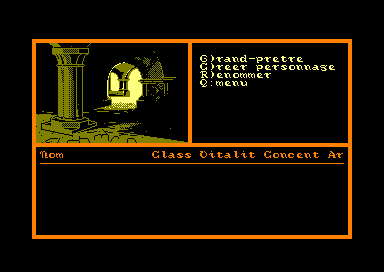 G)rand-pretre
C)reer personnage
R)enommer
Q:menu
Nom Class Vitalit Concent Ar